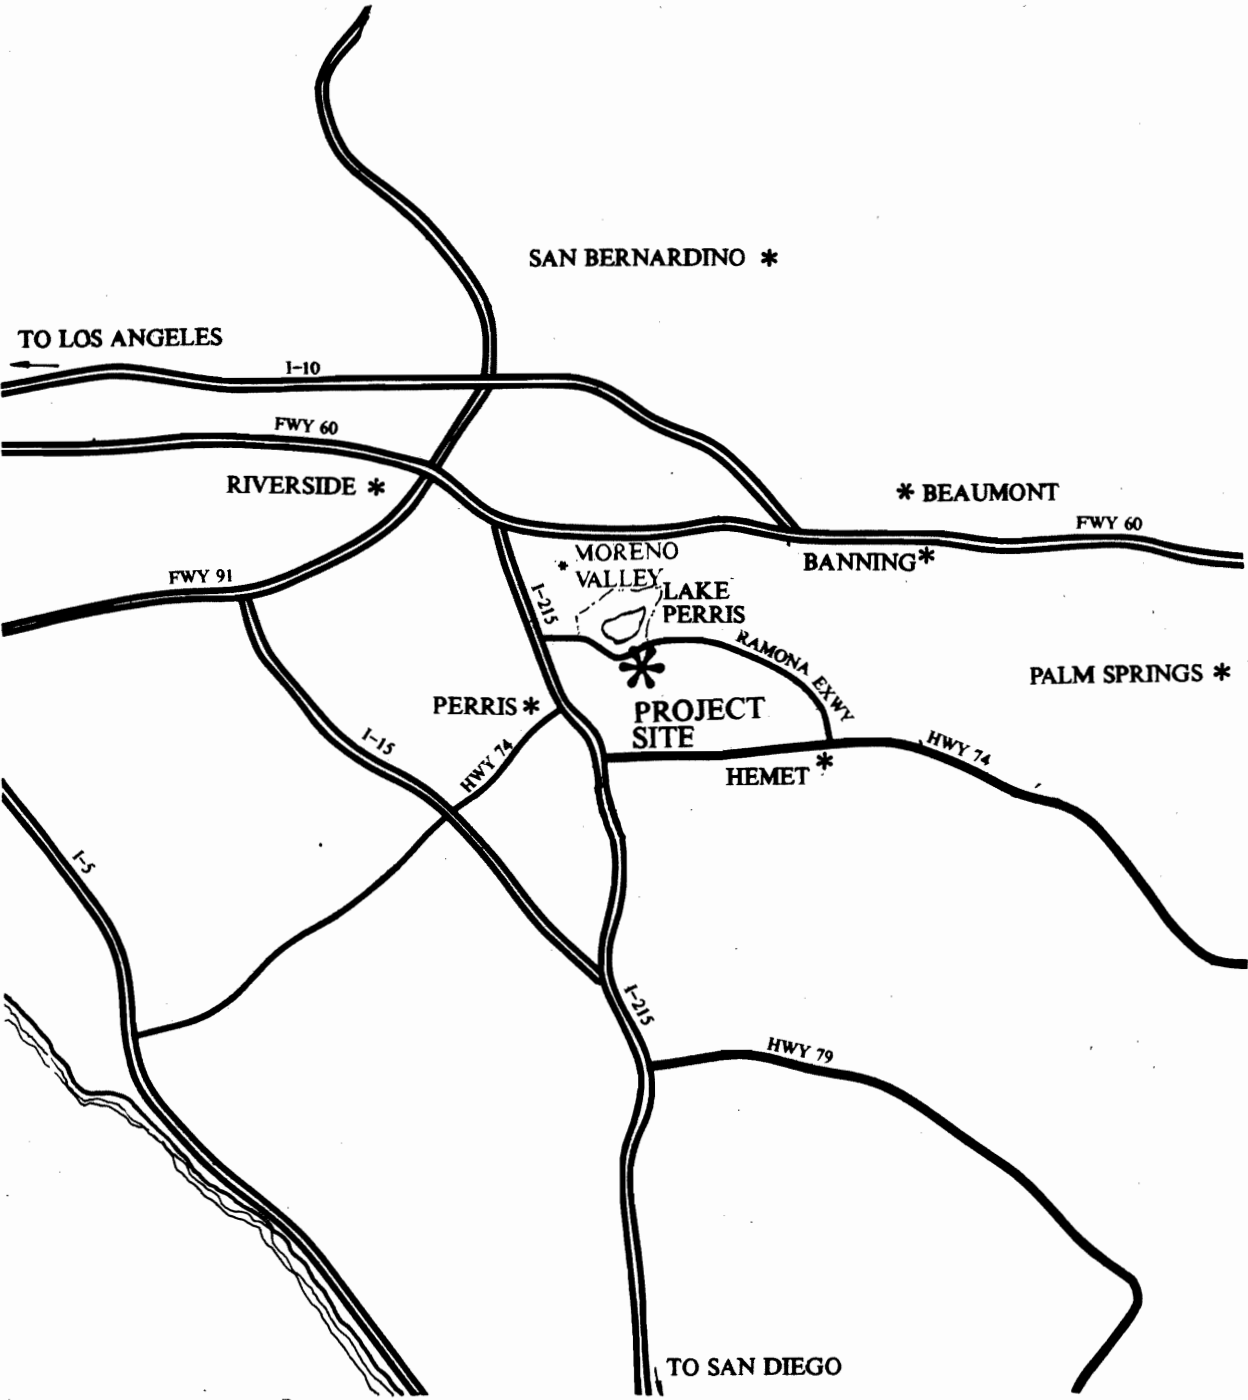 SAN BERNARDINO *
TO LOS ANGELES
I-10
FWY 60
RIVERSIDE *
* BEAUMONT
FWY 60
MORENO
* VALLEY
BANNING *
FWY 91
I-215
LAKE
PERRIS
RAMONA EXWY
PALM SPRINGS *
PERRIS *
PROJECT
SITE
I-15
HWY 74
HWY 74
HEMET *
I-5
I-215
HWY 79
TO SAN DIEGO